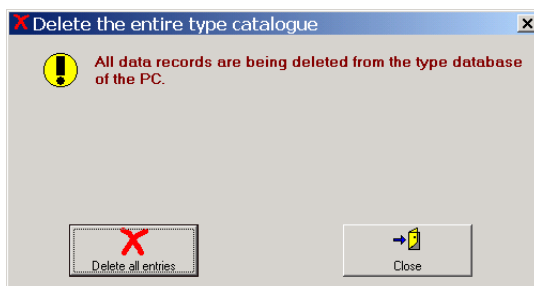 Delete the entire type catalogue
All data records are being deleted from the type database
of the PC.
Delete all entries
Close